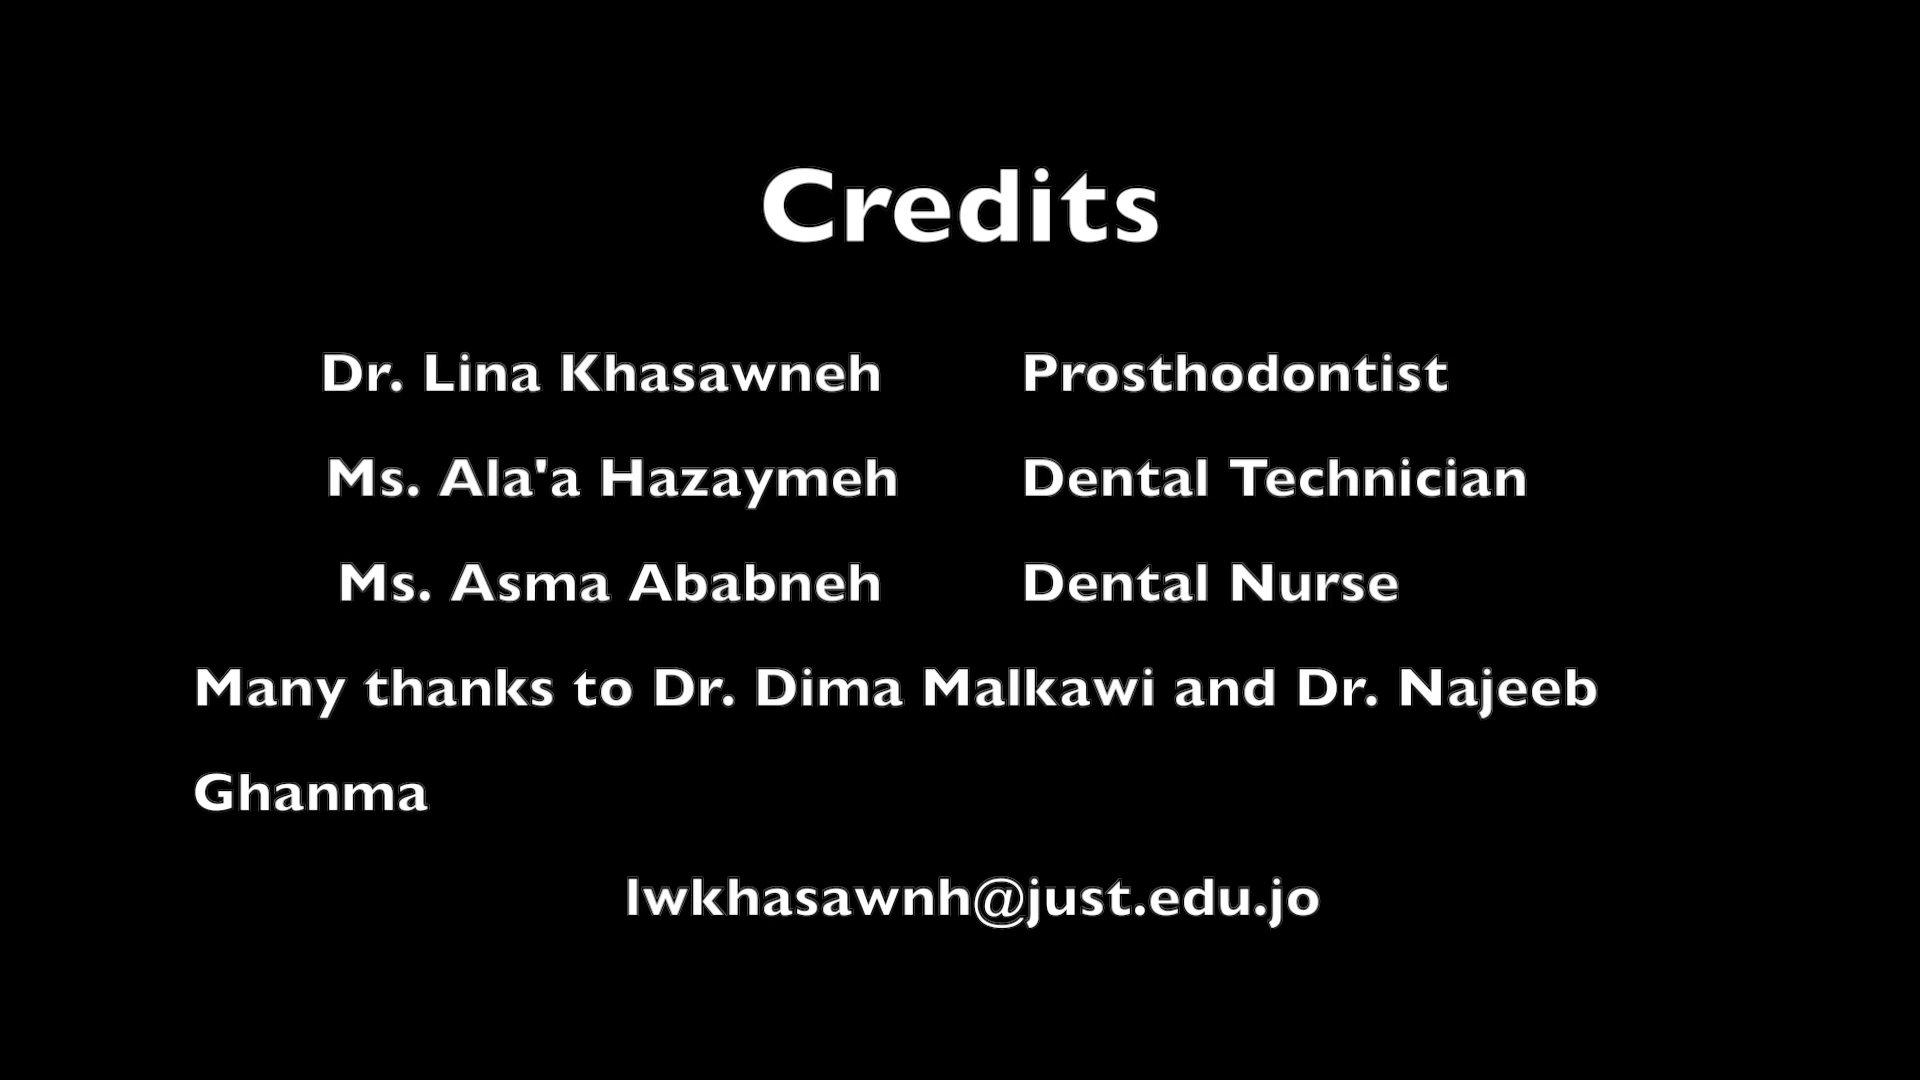 Credits
Dr. Lina Khasawneh Prosthodontist
Ms. Ala'a Hazaymeh Dental Technician
Ms. Asma Ababneh Dental Nurse
Many thanks to Dr. Dima Malkawi and Dr. Najeeb
Ghanma
lwkhasawnh@just.edu.jo